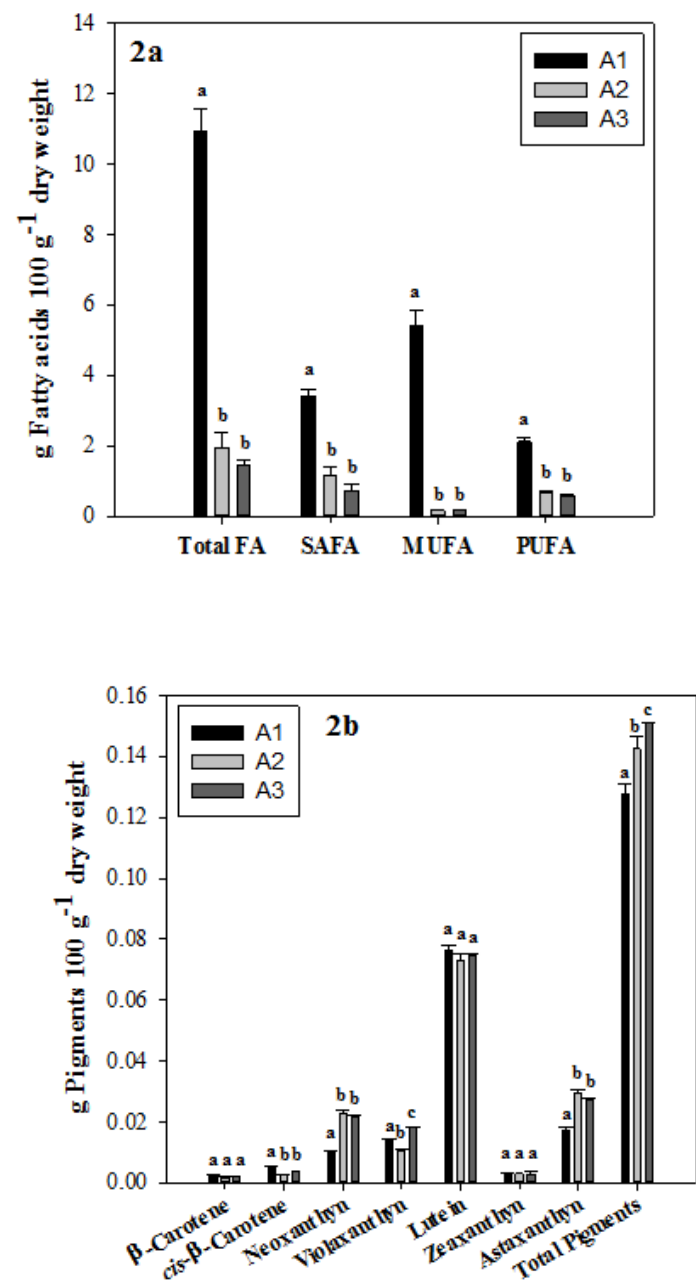 2a
A1
A2
A3
g Fatty acids 100 g⁻¹ dry weight
14
12
10
8
6
4
2
0
a
b
b
a
b
b
a
b
b
a
b
b
Total FA
SAFA
MUFA
PUFA
2b
A1
A2
A3
g Pigments 100 g⁻¹ dry weight
0.16
0.14
0.12
0.10
0.08
0.06
0.04
0.02
0.00
a a a
a b b
a b b
a b c
a a a
a a a
a b b
a b c
β-Carotene
cis-β-Carotene
Neoxanthyn
Violaxanthyn
Lutein
Zeaxanthyn
Astaxanthyn
Total Pigments